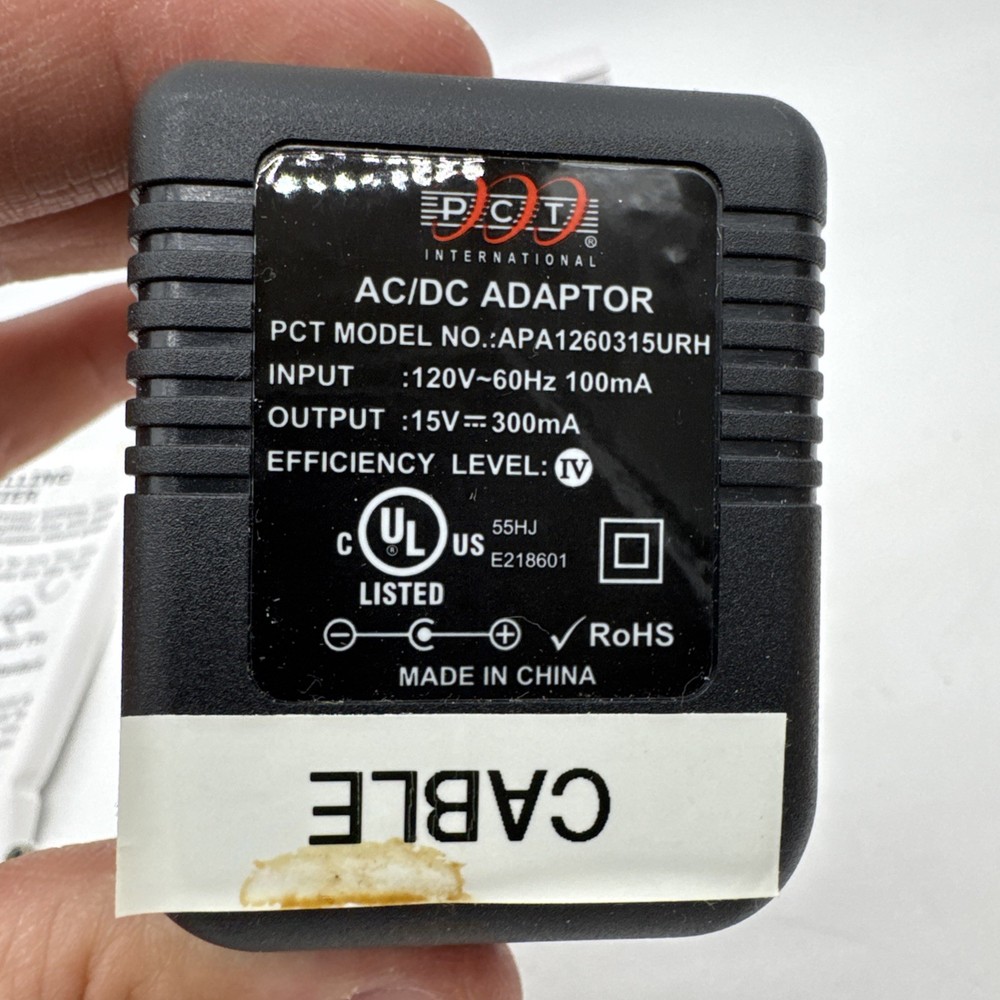 PCT®
INTERNATIONAL
AC/DC ADAPTOR
PCT MODEL NO.:APA1260315URH
INPUT :120V~60Hz 100mA
OUTPUT :15V⎓300mA
EFFICIENCY LEVEL: IV
C UL® US 55HJ
E218601
LISTED
✓ RoHS
MADE IN CHINA
CABLE